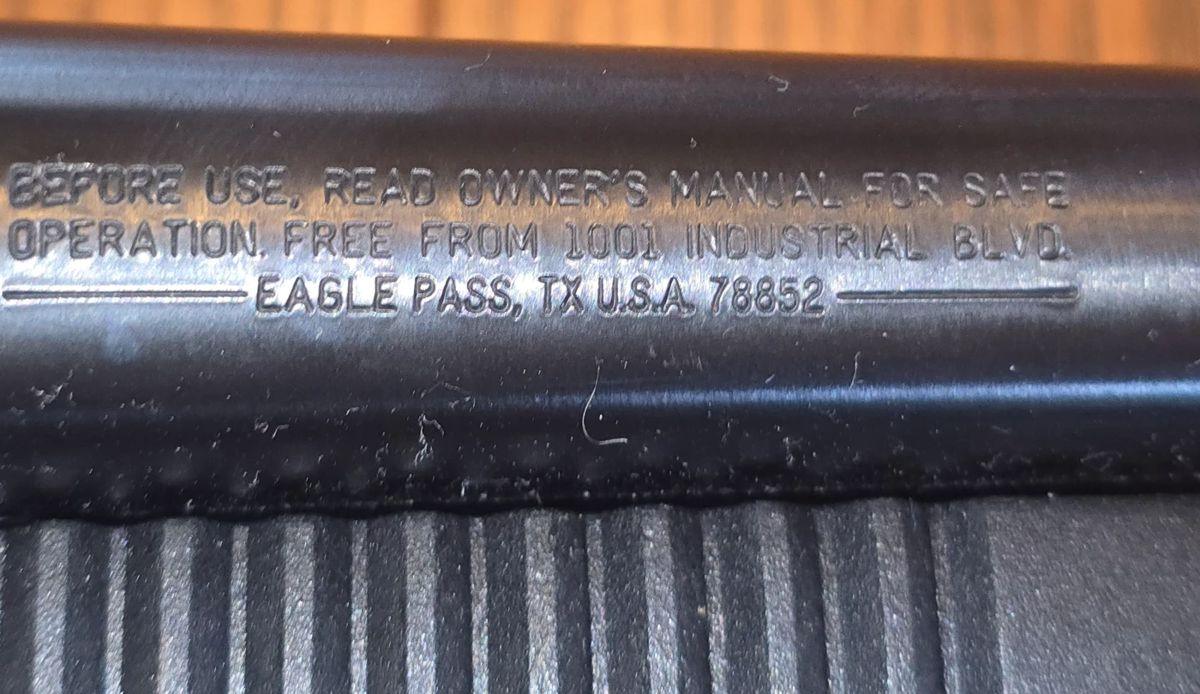 BEFORE USE, READ OWNER'S MANUAL FOR SAFE
OPERATION. FREE FROM 1001 INDUSTRIAL BLVD.
EAGLE PASS, TX U.S.A. 78852